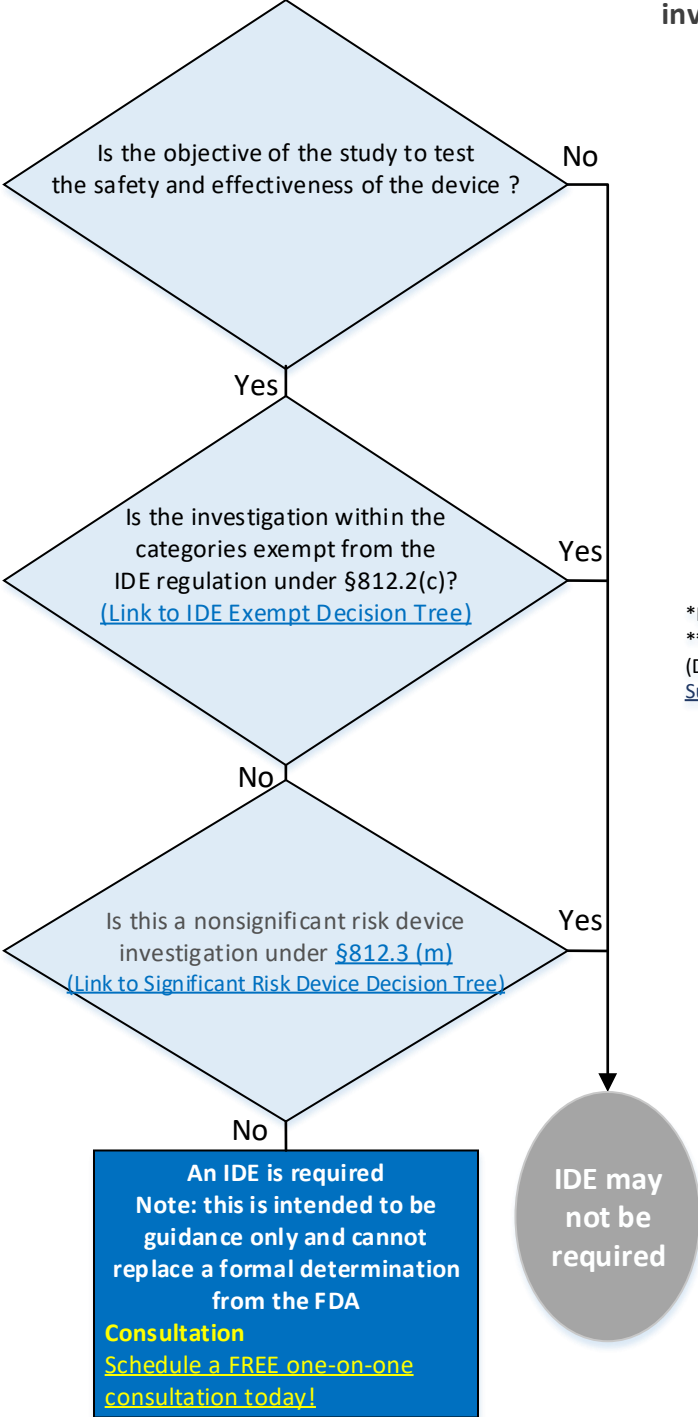 inv
Is the objective of the study to test
the safety and effectiveness of the device ?
No
Yes
Is the investigation within the
categories exempt from the
IDE regulation under §812.2(c)?
(Link to IDE Exempt Decision Tree)
Yes
*
**
(D
Su
No
Is this a nonsignificant risk device
investigation under §812.3 (m)
(Link to Significant Risk Device Decision Tree)
Yes
No
An IDE is required
Note: this is intended to be
guidance only and cannot
replace a formal determination
from the FDA
Consultation
Schedule a FREE one-on-one
consultation today!
IDE may
not be
required